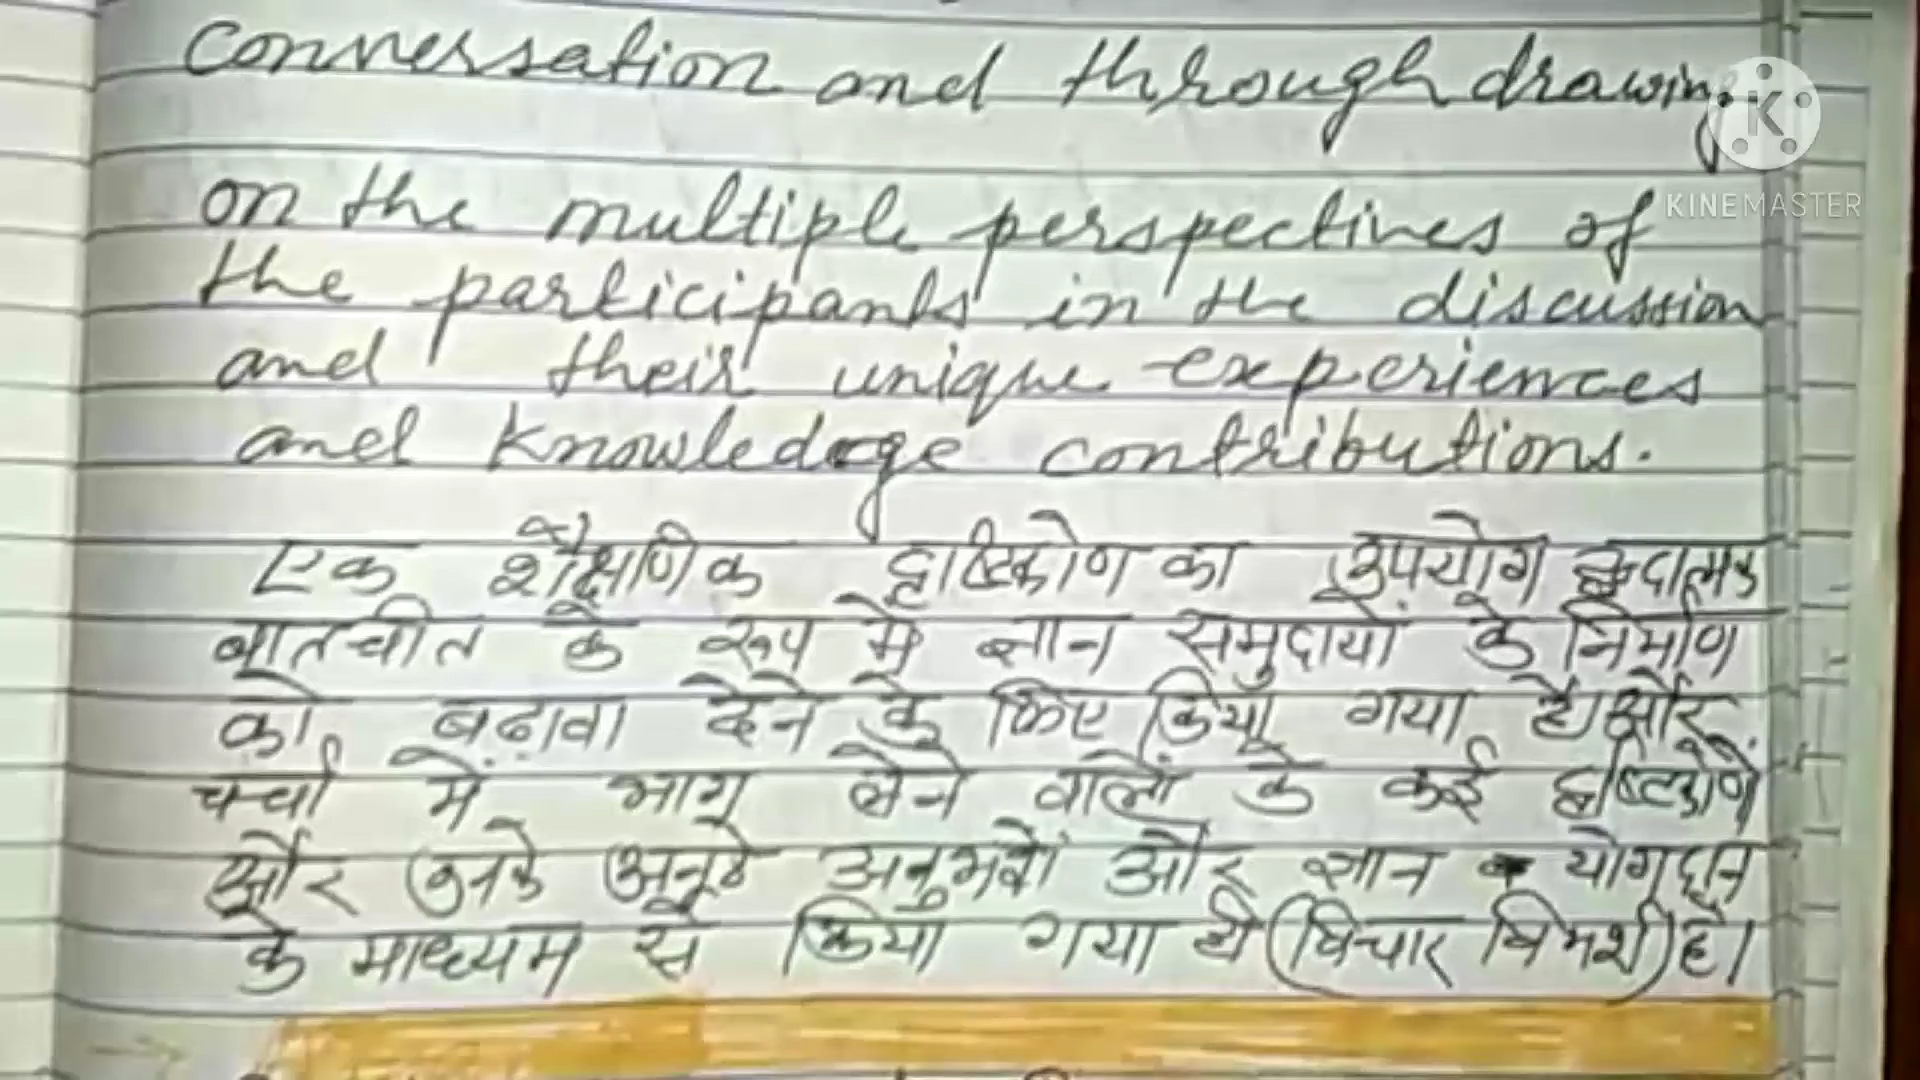 conversation and through drawing
on the multiple perspectives of
the participants in the discussion
and their unique experiences
and knowledge contributions.
एक शैक्षणिक दृष्टिकोण का उपयोग
बातचीत के रूप में ज्ञान समुदायों के निर्माण
को बढ़ावा देने के लिए किया गया है। और
चर्चा में भाग लेने वालों के कई दृष्टिकोणों
और उनके अनूठे अनुभवों और ज्ञान योगदान
के माध्यम से किया गया हो (विचार विमर्श) है।
KINEMASTER